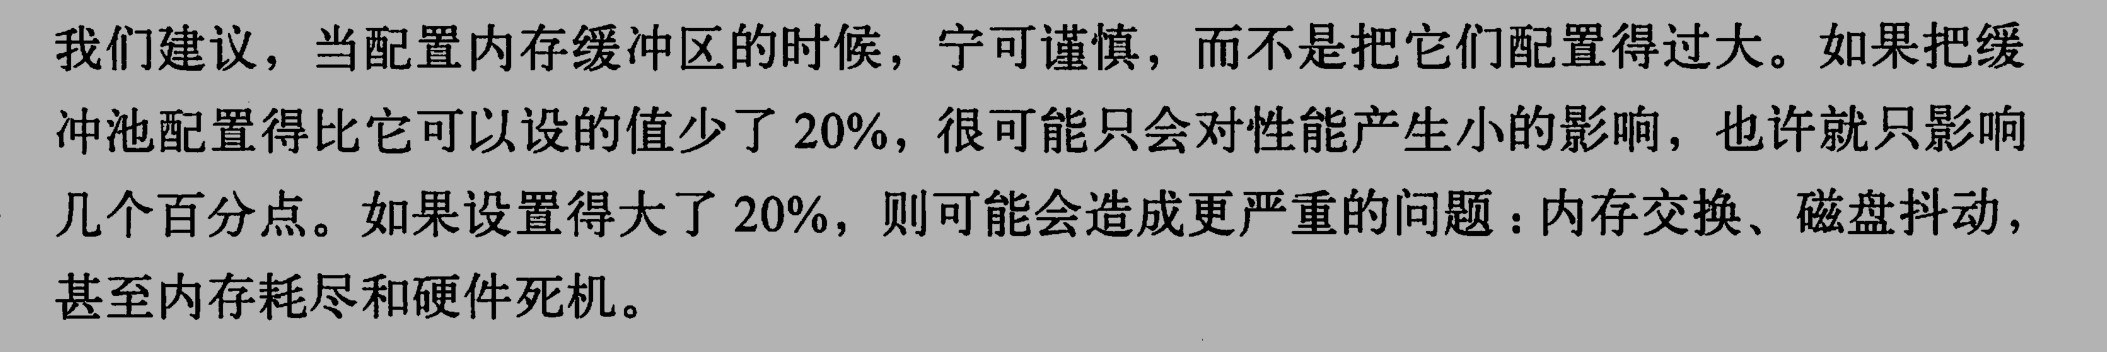 我们建议，当配置内存缓冲区的时候，宁可谨慎，而不是把它们配置得过大。如果把缓
冲池配置得比它可以设的值少了 20%，很可能只会对性能产生小的影响，也许就只影响
几个百分点。如果设置得大了 20%，则可能会造成更严重的问题：内存交换、磁盘抖动，
甚至内存耗尽和硬件死机。